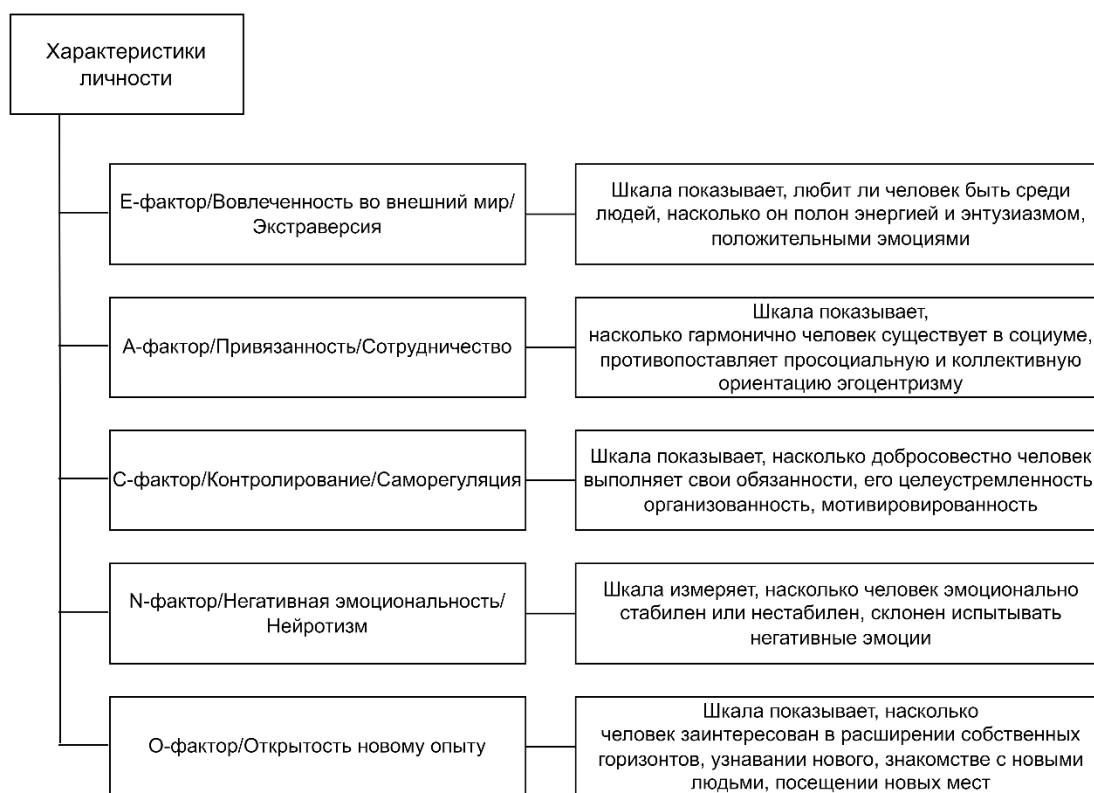 Характеристики
личности
Е-фактор/Вовлеченность во внешний мир/
Экстраверсия
Шкала показывает, любит ли человек быть среди
людей, насколько он полон энергией и энтузиазмом,
положительными эмоциями
А-фактор/Привязанность/Сотрудничество
Шкала показывает,
насколько гармонично человек существует в социуме,
противопоставляет просоциальную и коллективную
ориентацию эгоцентризму
С-фактор/Контролирование/Саморегуляция
Шкала показывает, насколько добросовестно человек
выполняет свои обязанности, его целеустремленность,
организованность, мотивировированность
N-фактор/Негативная эмоциональность/
Нейротизм
Шкала измеряет, насколько человек эмоционально
стабилен или нестабилен, склонен испытывать
негативные эмоции
О-фактор/Открытость новому опыту
Шкала показывает, насколько
человек заинтересован в расширении собственных
горизонтов, узнавании нового, знакомстве с новыми
людьми, посещении новых мест